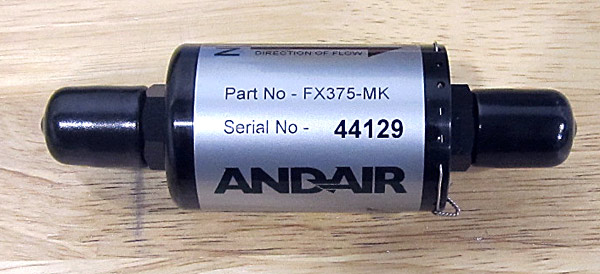 DIRECTION OF FLOW
Part No - FX375-MK
Serial No - 44129
ANDAIR